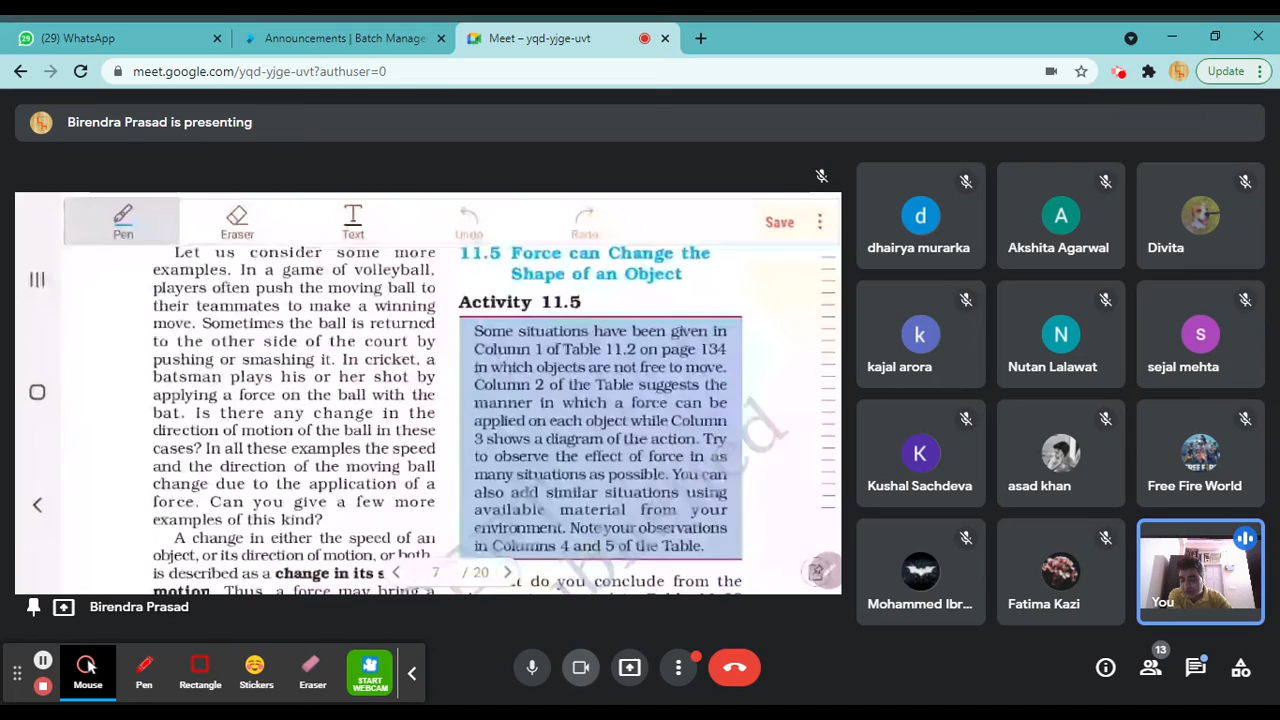 (29) WhatsApp
Announcements | Batch Manage
Meet – yqd-yjge-uvt
meet.google.com/yqd-yjge-uvt?authuser=0
Update
Birendra Prasad is presenting
Pen
Eraser
Text
Undo
Redo
Save
Let us consider some more
examples. In a game of volleyball,
players often push the moving ball to
their teammates to make a winning
move. Sometimes the ball is returned
to the other side of the court by
pushing or smashing it. In cricket, a
batsman plays his or her shot by
applying a force on the ball with the
bat. Is there any change in the
direction of motion of the ball in these
cases? In all these examples the speed
and the direction of the moving ball
change due to the application of a
force. Can you give a few more
examples of this kind?
A change in either the speed of an
object, or its direction of motion, or both,
is described as a change in its s
motion. Thus, a force may bring a
11.5 Force can Change the
Shape of an Object
Activity 11.5
Some situations have been given in
Column 1 of Table 11.2 on page 134
in which objects are not free to move.
Column 2 of the Table suggests the
manner in which a force can be
applied on each object while Column
3 shows a diagram of the action. Try
to observe the effect of force in as
many situations as possible. You can
also add similar situations using
available material from your
environment. Note your observations
in Columns 4 and 5 of the Table.
t do you conclude from the
7 / 20
Birendra Prasad
d
dhairya murarka
A
Akshita Agarwal
Divita
k
kajal arora
N
Nutan Lalawat
s
sejal mehta
K
Kushal Sachdeva
asad khan
Free Fire World
Mohammed Ibr...
Fatima Kazi
You
Mouse
Pen
Rectangle
Stickers
Eraser
START
WEBCAM
13